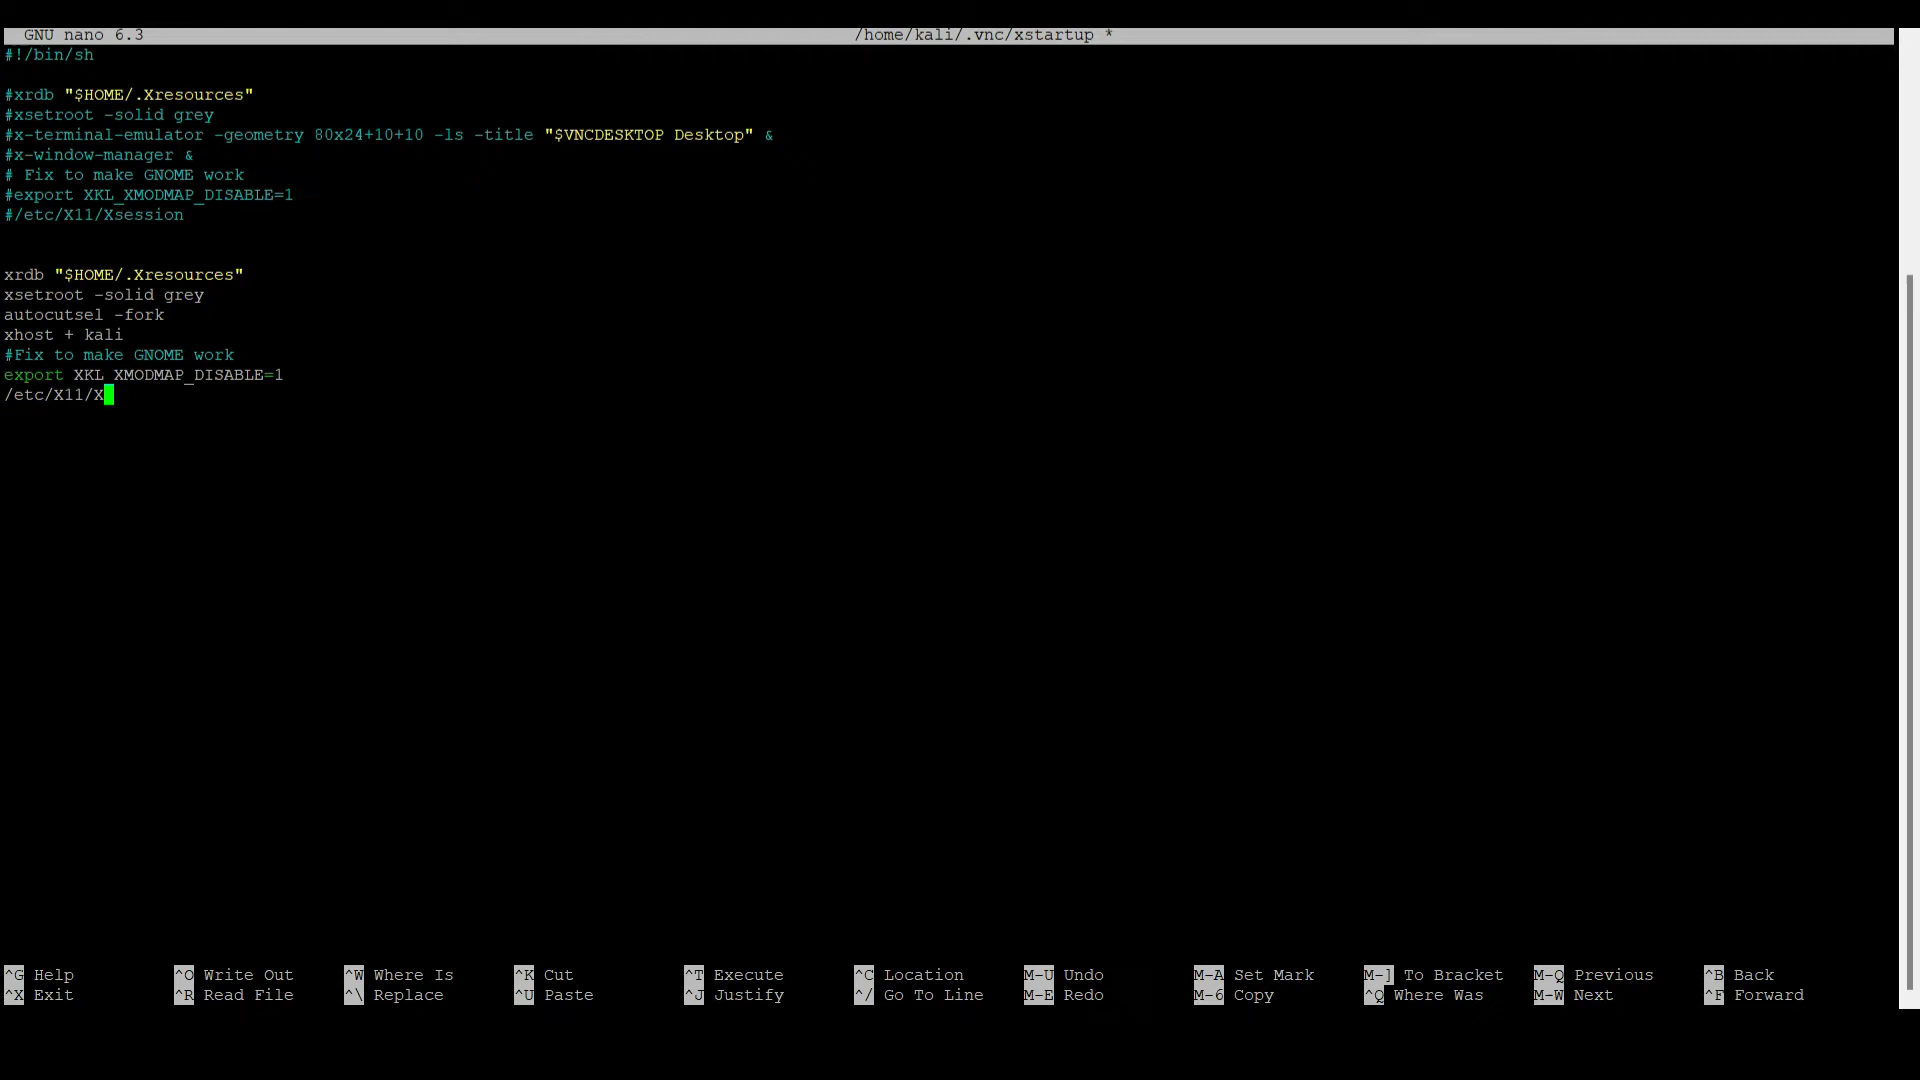 GNU nano 6.3 /home/kali/.vnc/xstartup *
#!/bin/sh
#xrdb "$HOME/.Xresources"
#xsetroot -solid grey
#x-terminal-emulator -geometry 80x24+10+10 -ls -title "$VNCDESKTOP Desktop" &
#x-window-manager &
# Fix to make GNOME work
#export XKL_XMODMAP_DISABLE=1
#/etc/X11/Xsession
xrdb "$HOME/.Xresources"
xsetroot -solid grey
autocutsel -fork
xhost + kali
#Fix to make GNOME work
export XKL_XMODMAP_DISABLE=1
/etc/X11/X
^G Help ^O Write Out ^W Where Is ^K Cut ^T Execute ^C Location M-U Undo M-A Set Mark M-] To Bracket M-Q Previous ^B Back
^X Exit ^R Read File ^\ Replace ^U Paste ^J Justify ^/ Go To Line M-E Redo M-6 Copy ^Q Where Was M-W Next ^F Forward